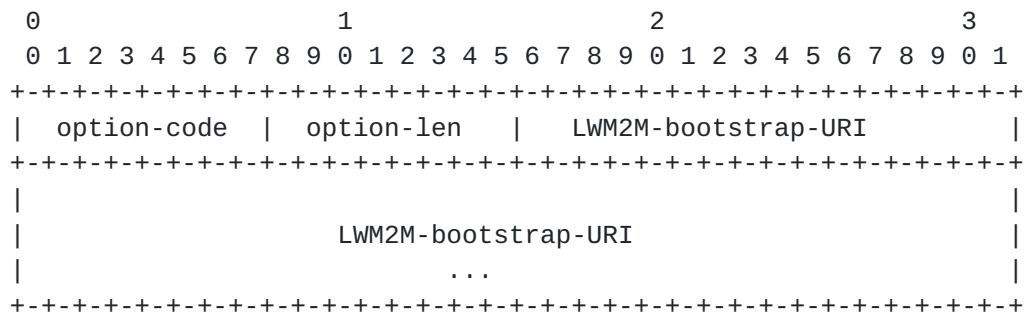 0                   1                   2                   3
 0 1 2 3 4 5 6 7 8 9 0 1 2 3 4 5 6 7 8 9 0 1 2 3 4 5 6 7 8 9 0 1
+-+-+-+-+-+-+-+-+-+-+-+-+-+-+-+-+-+-+-+-+-+-+-+-+-+-+-+-+-+-+-+-+
|  option-code  |  option-len   |   LWM2M-bootstrap-URI         |
+-+-+-+-+-+-+-+-+-+-+-+-+-+-+-+-+-+-+-+-+-+-+-+-+-+-+-+-+-+-+-+-+
|                                                               |
|                    LWM2M-bootstrap-URI                        |
|                           ...                                 |
+-+-+-+-+-+-+-+-+-+-+-+-+-+-+-+-+-+-+-+-+-+-+-+-+-+-+-+-+-+-+-+-+